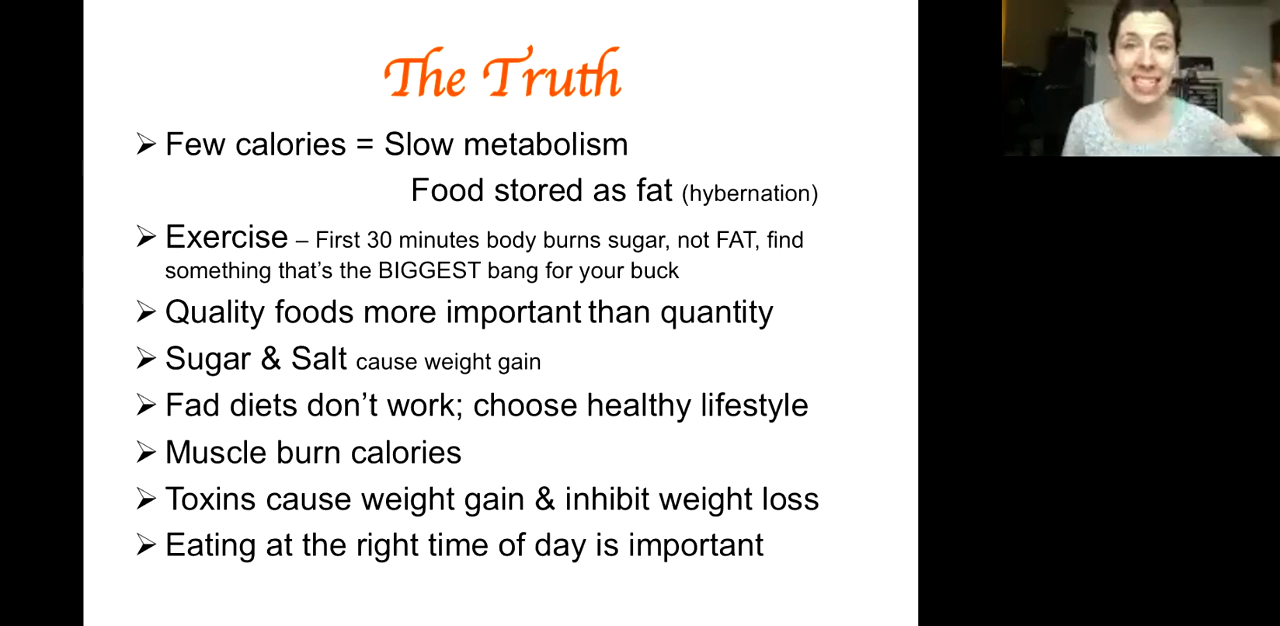 The Truth
➢ Few calories = Slow metabolism
Food stored as fat (hybernation)
➢ Exercise – First 30 minutes body burns sugar, not FAT, find
something that's the BIGGEST bang for your buck
➢ Quality foods more important than quantity
➢ Sugar & Salt cause weight gain
➢ Fad diets don't work; choose healthy lifestyle
➢ Muscle burn calories
➢ Toxins cause weight gain & inhibit weight loss
➢ Eating at the right time of day is important